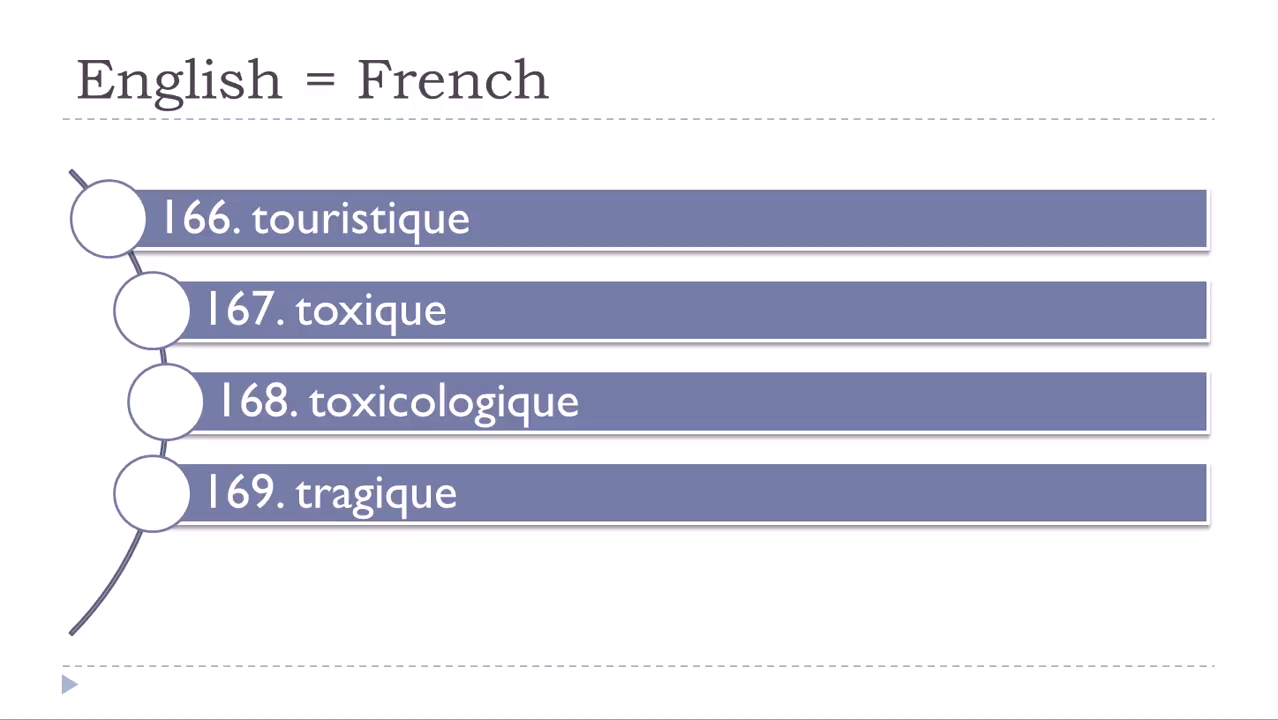 English = French
166. touristique
167. toxique
168. toxicologique
169. tragique